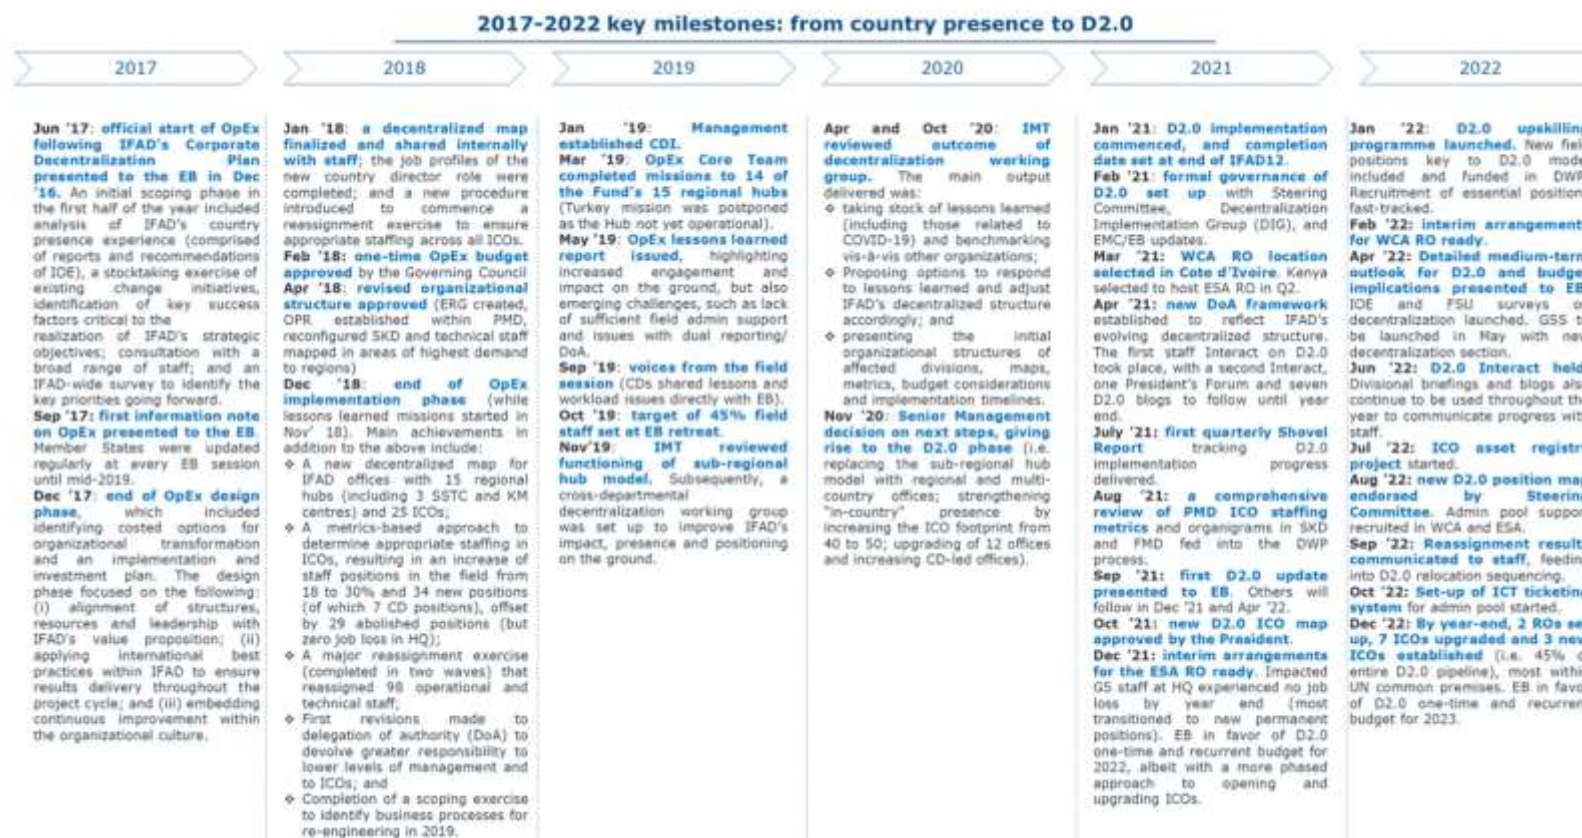 2017-2022 key milestones: from country presence to D2.0
2017
2018
2019
2020
2021
2022
Jun '17: official start of OpEx
following IFAD's Corporate
Decentralization Plan
presented to the EB in Dec
'16. An initial scoping phase in
the first half of the year included
analysis of IFAD's country
presence experience (comprised
of reports and recommendations
of IOE), a stocktaking exercise of
existing change initiatives,
identification of key success
factors critical to the
realization of IFAD's strategic
objectives; consultation with a
broad range of staff; and an
IFAD-wide survey to identify the
key priorities going forward.
Sep '17: first information note
on OpEx presented to the EB.
Member States were updated
regularly at every EB session
until mid-2019.
Dec '17: end of OpEx design
phase, which included
identifying costed options for
organizational transformation
and an implementation and
investment plan. The design
phase focused on the following:
(i) alignment of structures,
resources and leadership with
IFAD's value proposition; (ii)
applying international best
practices within IFAD to ensure
results delivery throughout the
project cycle; and (iii) embedding
continuous improvement within
the organizational culture.
Jan '18: a decentralized map
finalized and shared internally
with staff; the job profiles of the
new country director role were
completed; and a new procedure
introduced to commence a
reassignment exercise to ensure
appropriate staffing across all ICOs.
Feb '18: one-time OpEx budget
approved by the Governing Council
Apr '18: revised organizational
structure approved (ERG created,
OPR established within PMD,
reconfigured SKD and technical staff
mapped in areas of highest demand
to regions)
Dec '18: end of OpEx
implementation phase (while
lessons learned missions started in
Nov' 18). Main achievements in
addition to the above include:
❖ A new decentralized map for
IFAD offices with 15 regional
hubs (including 3 SSTC and KM
centres) and 25 ICOs;
❖ A metrics-based approach to
determine appropriate staffing in
ICOs, resulting in an increase of
staff positions in the field from
18 to 30% and 34 new positions
(of which 7 CD positions), offset
by 29 abolished positions (but
zero job loss in HQ);
❖ A major reassignment exercise
(completed in two waves) that
reassigned 98 operational and
technical staff;
❖ First revisions made to
delegation of authority (DoA) to
devolve greater responsibility to
lower levels of management and
to ICOs; and
❖ Completion of a scoping exercise
to identify business processes for
re-engineering in 2019.
Jan '19: Management
established CDI.
Mar '19: OpEx Core Team
completed missions to 14 of
the Fund's 15 regional hubs
(Turkey mission was postponed
as the Hub not yet operational).
May '19: OpEx lessons learned
report issued, highlighting
increased engagement and
impact on the ground, but also
emerging challenges, such as lack
of sufficient field admin support
and issues with dual reporting/
DoA.
Sep '19: voices from the field
session (CDs shared lessons and
workload issues directly with EB).
Oct '19: target of 45% field
staff set at EB retreat.
Nov'19: IMT reviewed
functioning of sub-regional
hub model. Subsequently, a
cross-departmental
decentralization working group
was set up to improve IFAD's
impact, presence and positioning
on the ground.
Apr and Oct '20: IMT
reviewed outcome of
decentralization working
group. The main output
delivered was:
❖ taking stock of lessons learned
(including those related to
COVID-19) and benchmarking
vis-à-vis other organizations;
❖ Proposing options to respond
to lessons learned and adjust
IFAD's decentralized structure
accordingly; and
❖ presenting the initial
organizational structures of
affected divisions, maps,
metrics, budget considerations
and implementation timelines.
Nov '20: Senior Management
decision on next steps, giving
rise to the D2.0 phase (i.e.
replacing the sub-regional hub
model with regional and multi-
country offices; strengthening
"in-country" presence by
increasing the ICO footprint from
40 to 50; upgrading of 12 offices
and increasing CD-led offices).
Jan '21: D2.0 implementation
commenced, and completion
date set at end of IFAD12.
Feb '21: formal governance of
D2.0 set up with Steering
Committee, Decentralization
Implementation Group (DIG), and
EMC/EB updates.
Mar '21: WCA RO location
selected in Cote d'Ivoire. Kenya
selected to host ESA RO in Q2.
Apr '21: new DoA framework
established to reflect IFAD's
evolving decentralized structure.
The first staff Interact on D2.0
took place, with a second Interact,
one President's Forum and seven
D2.0 blogs to follow until year
end.
July '21: first quarterly Shovel
Report tracking D2.0
implementation progress
delivered.
Aug '21: a comprehensive
review of PMD ICO staffing
metrics and organigrams in SKD
and FMD fed into the DWP
process.
Sep '21: first D2.0 update
presented to EB. Others will
follow in Dec '21 and Apr '22.
Oct '21: new D2.0 ICO map
approved by the President.
Dec '21: interim arrangements
for the ESA RO ready. Impacted
GS staff at HQ experienced no job
loss by year end (most
transitioned to new permanent
positions). EB in favor of D2.0
one-time and recurrent budget for
2022, albeit with a more phased
approach to opening and
upgrading ICOs.
Jan '22: D2.0 upskilling
programme launched. New field
positions key to D2.0 mode
included and funded in DWP
Recruitment of essential position
fast-tracked.
Feb '22: interim arrangement
for WCA RO ready.
Apr '22: Detailed medium-term
outlook for D2.0 and budge
implications presented to EB
IOE and FSU surveys o
decentralization launched. GSS t
be launched in May with new
decentralization section.
Jun '22: D2.0 Interact held
Divisional briefings and blogs als
continue to be used throughout th
year to communicate progress wit
staff.
Jul '22: ICO asset registr
project started.
Aug '22: new D2.0 position map
endorsed by Steering
Committee. Admin pool suppor
recruited in WCA and ESA.
Sep '22: Reassignment result
communicated to staff, feedin
into D2.0 relocation sequencing.
Oct '22: Set-up of ICT ticketing
system for admin pool started.
Dec '22: By year-end, 2 ROs se
up, 7 ICOs upgraded and 3 new
ICOs established (i.e. 45% o
entire D2.0 pipeline), most withi
UN common premises. EB in favo
of D2.0 one-time and recurren
budget for 2023.